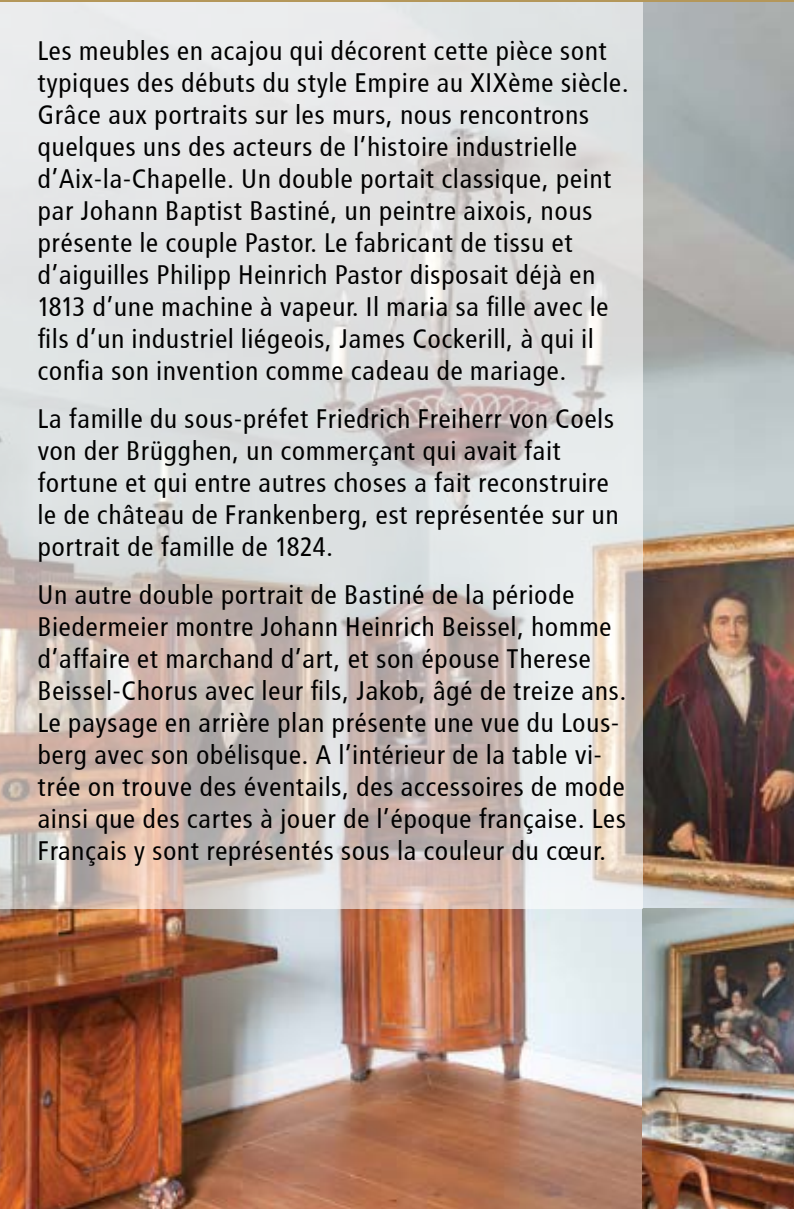 Les meubles en acajou qui décorent cette pièce sont
typiques des débuts du style Empire au XIXème siècle.
Grâce aux portraits sur les murs, nous rencontrons
quelques uns des acteurs de l’histoire industrielle
d’Aix-la-Chapelle. Un double portait classique, peint
par Johann Baptist Bastiné, un peintre aixois, nous
présente le couple Pastor. Le fabricant de tissu et
d’aiguilles Philipp Heinrich Pastor disposait déjà en
1813 d’une machine à vapeur. Il maria sa fille avec le
fils d’un industriel liégeois, James Cockerill, à qui il
confia son invention comme cadeau de mariage.
La famille du sous-préfet Friedrich Freiherr von Coels
von der Brügghen, un commerçant qui avait fait
fortune et qui entre autres choses a fait reconstruire
le de château de Frankenberg, est représentée sur un
portrait de famille de 1824.
Un autre double portrait de Bastiné de la période
Biedermeier montre Johann Heinrich Beissel, homme
d’affaire et marchand d’art, et son épouse Therese
Beissel-Chorus avec leur fils, Jakob, âgé de treize ans.
Le paysage en arrière plan présente une vue du Lous-
berg avec son obélisque. A l’intérieur de la table vi-
trée on trouve des éventails, des accessoires de mode
ainsi que des cartes à jouer de l’époque française. Les
Français y sont représentés sous la couleur du cœur.